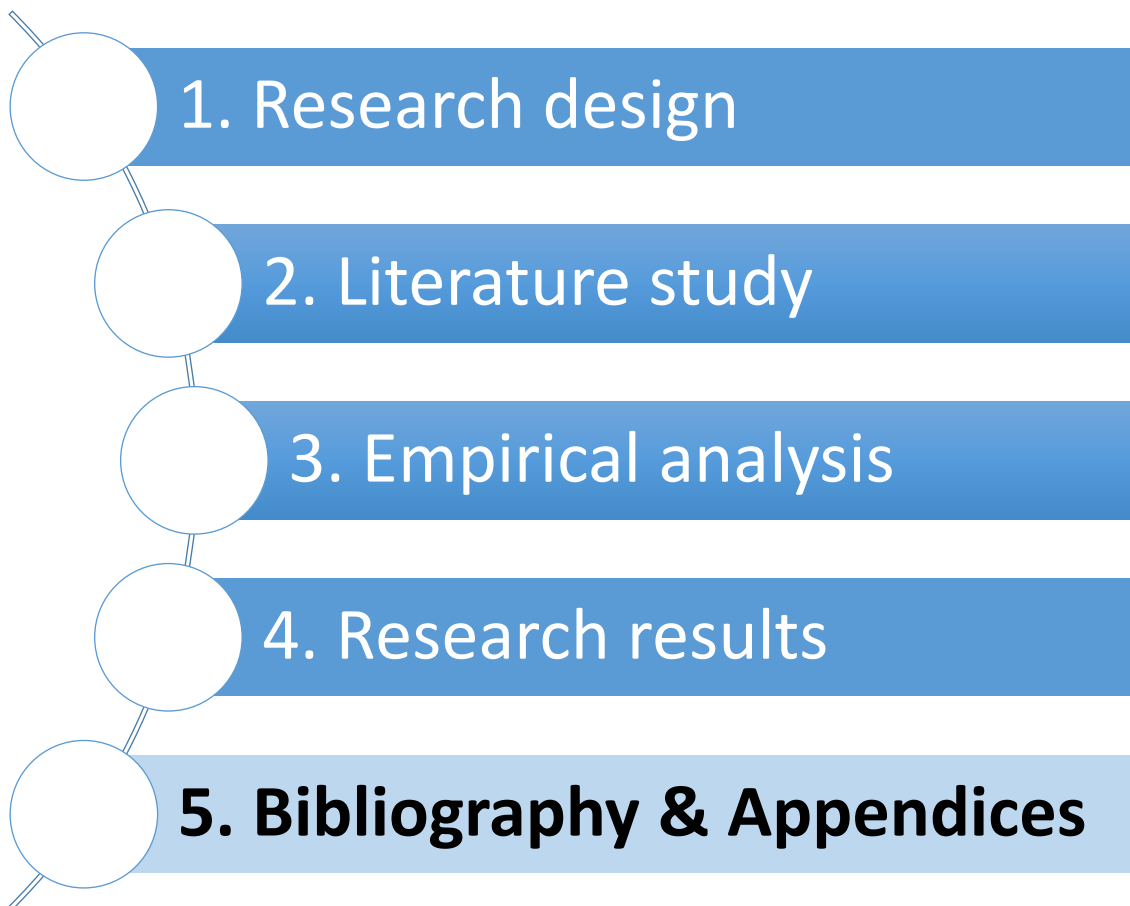 1. Research design
2. Literature study
3. Empirical analysis
4. Research results
5. Bibliography & Appendices